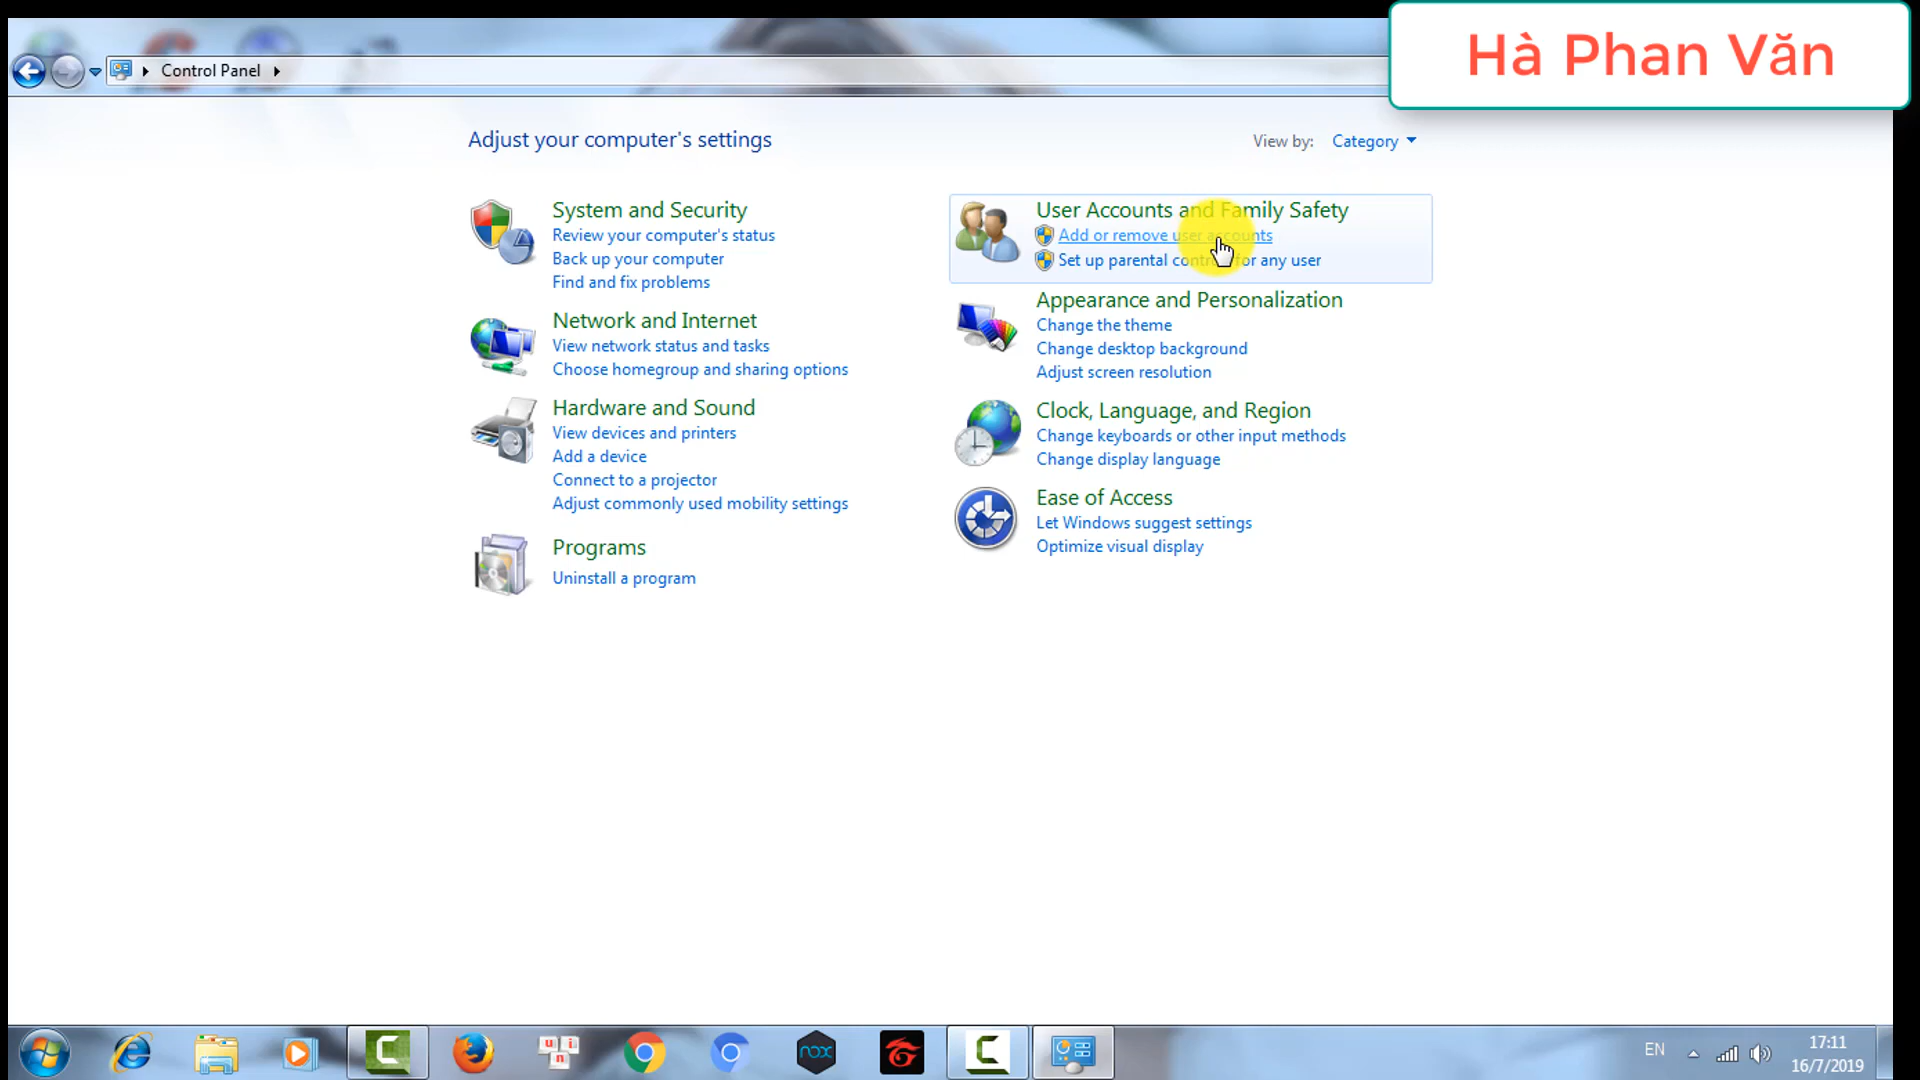 Hà Phan Văn
Control Panel
Adjust your computer's settings
View by: Category
System and Security
Review your computer's status
Back up your computer
Find and fix problems
Network and Internet
View network status and tasks
Choose homegroup and sharing options
Hardware and Sound
View devices and printers
Add a device
Connect to a projector
Adjust commonly used mobility settings
Programs
Uninstall a program
User Accounts and Family Safety
Add or remove user accounts
Set up parental controls for any user
Appearance and Personalization
Change the theme
Change desktop background
Adjust screen resolution
Clock, Language, and Region
Change keyboards or other input methods
Change display language
Ease of Access
Let Windows suggest settings
Optimize visual display
u n i
nox
EN
17:11
16/7/2019